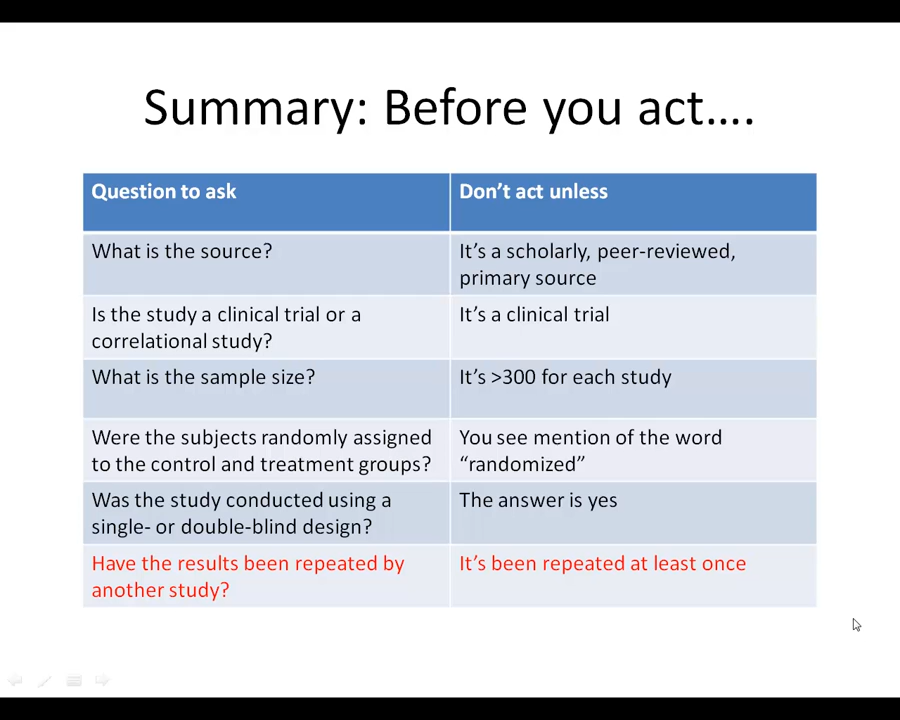 Summary: Before you act....
Question to ask
Don't act unless
What is the source?
It's a scholarly, peer-reviewed,
primary source
Is the study a clinical trial or a
correlational study?
It's a clinical trial
What is the sample size?
It's >300 for each study
Were the subjects randomly assigned
to the control and treatment groups?
You see mention of the word
“randomized”
Was the study conducted using a
single- or double-blind design?
The answer is yes
Have the results been repeated by
another study?
It's been repeated at least once